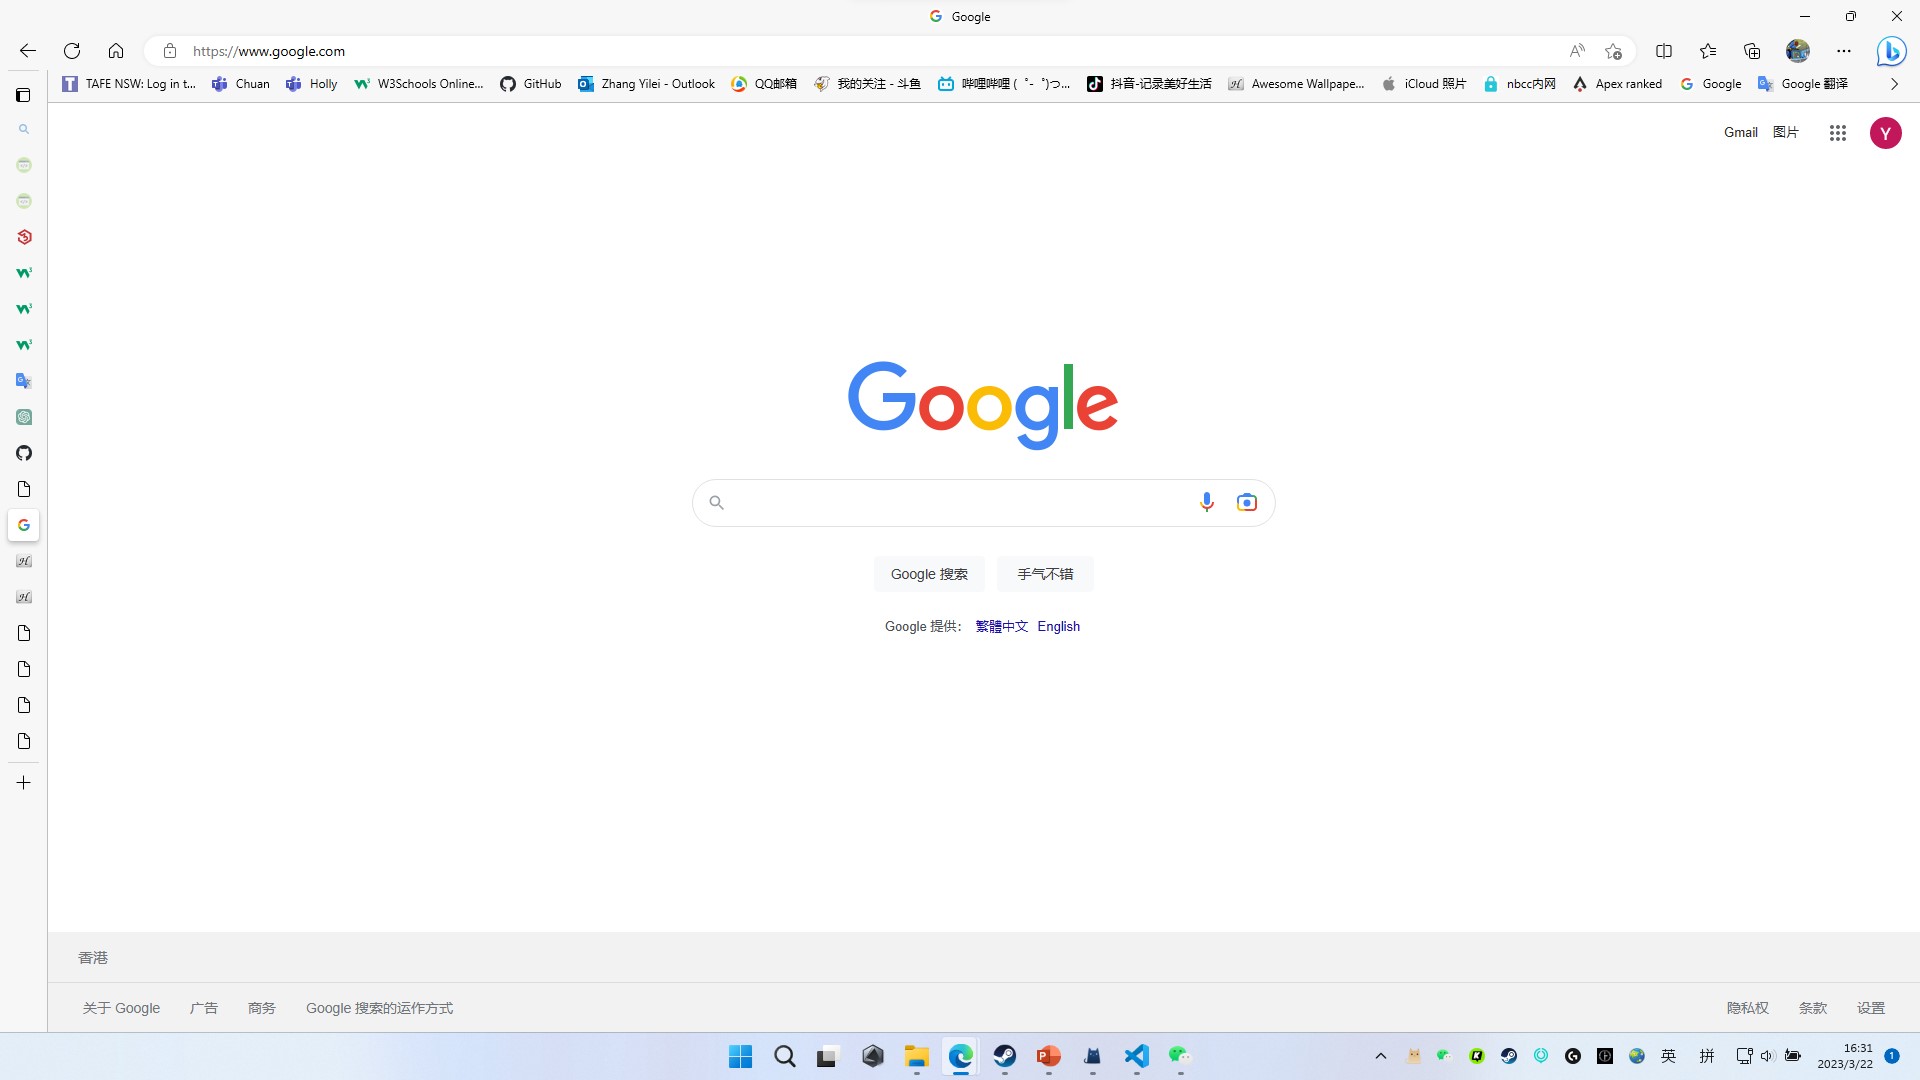 Google
https://www.google.com
TAFE NSW: Log in t...
Chuan
Holly
W3Schools Online...
GitHub
Zhang Yilei - Outlook
QQ邮箱
我的关注 - 斗鱼
哔哩哔哩 (゜-゜)つ...
抖音-记录美好生活
Awesome Wallpape...
iCloud 照片
nbcc内网
Apex ranked
Google
Google 翻译
Gmail
图片
Y
Google
Google 搜索
手气不错
Google 提供：
繁體中文
English
香港
关于 Google
广告
商务
Google 搜索的运作方式
隐私权
条款
设置
英
拼
16:31
2023/3/22
1